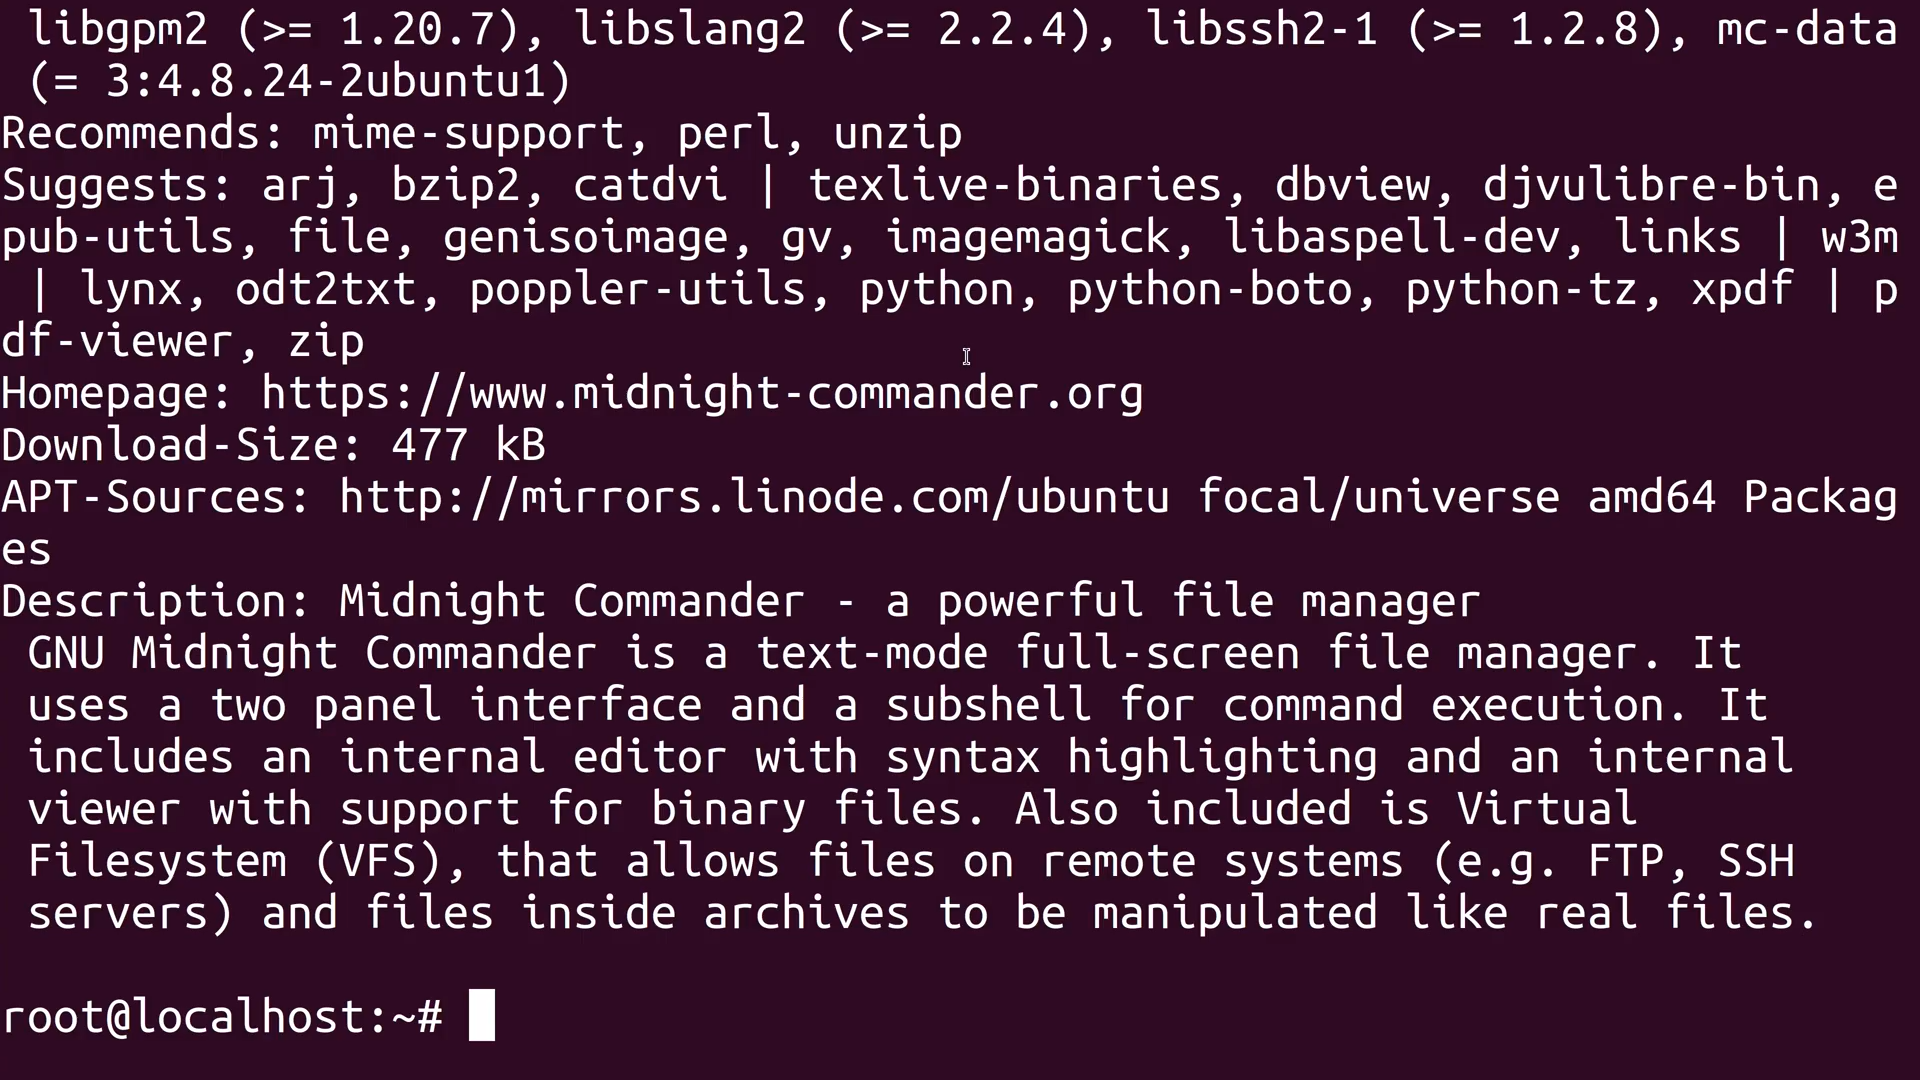 libgpm2 (>= 1.20.7), libslang2 (>= 2.2.4), libssh2-1 (>= 1.2.8), mc-data
(= 3:4.8.24-2ubuntu1)
Recommends: mime-support, perl, unzip
Suggests: arj, bzip2, catdvi | texlive-binaries, dbview, djvulibre-bin, e
pub-utils, file, genisoimage, gv, imagemagick, libaspell-dev, links | w3m
| lynx, odt2txt, poppler-utils, python, python-boto, python-tz, xpdf | p
df-viewer, zip
Homepage: https://www.midnight-commander.org
Download-Size: 477 kB
APT-Sources: http://mirrors.linode.com/ubuntu focal/universe amd64 Packag
es
Description: Midnight Commander - a powerful file manager
GNU Midnight Commander is a text-mode full-screen file manager. It
uses a two panel interface and a subshell for command execution. It
includes an internal editor with syntax highlighting and an internal
viewer with support for binary files. Also included is Virtual
Filesystem (VFS), that allows files on remote systems (e.g. FTP, SSH
servers) and files inside archives to be manipulated like real files.
root@localhost:~#